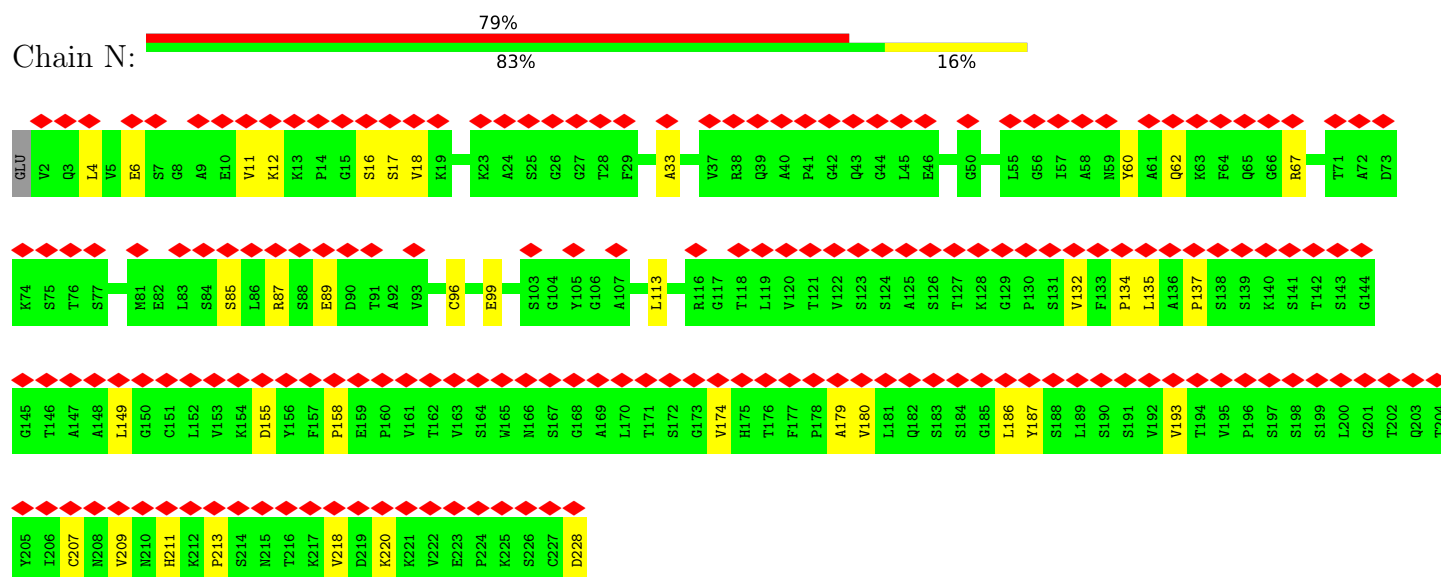 79%
Chain N:
83% 16%
GLU V2 Q3 L4 V5 E6 S7 G8 A9 E10 V11 K12 K13 P14 G15 S16 S17 V18 K19 K23 A24 S25 G26 G27 T28 F29 A33 V37 R38 Q39 A40 P41 G42 Q43 G44 L45 E46 G50 L55 G56 I57 A58 N59 Y60 A61 Q62 K63 F64 Q65 G66 R67 T71 A72 D73
K74 S75 T76 S77 M81 E82 L83 S84 S85 L86 R87 S88 E89 D90 T91 A92 V93 C96 E99 S103 G104 Y105 G106 A107 L113 R116 G117 T118 L119 V120 T121 V122 S123 S124 A125 S126 T127 K128 G129 P130 S131 V132 F133 P134 L135 A136 P137 S138 S139 K140 S141 T142 S143 G144
G145 T146 A147 A148 L149 G150 C151 L152 V153 K154 D155 Y156 F157 P158 E159 P160 V161 T162 V163 S164 W165 N166 S167 G168 A169 L170 T171 S172 G173 V174 H175 T176 F177 P178 A179 V180 L181 Q182 S183 S184 G185 L186 Y187 S188 L189 S190 S191 V192 V193 T194 V195 P196 S197 S198 S199 L200 G201 T202 Q203 T204
Y205 I206 C207 N208 V209 N210 H211 K212 P213 S214 N215 T216 K217 V218 D219 K220 K221 V222 E223 P224 K225 S226 C227 D228